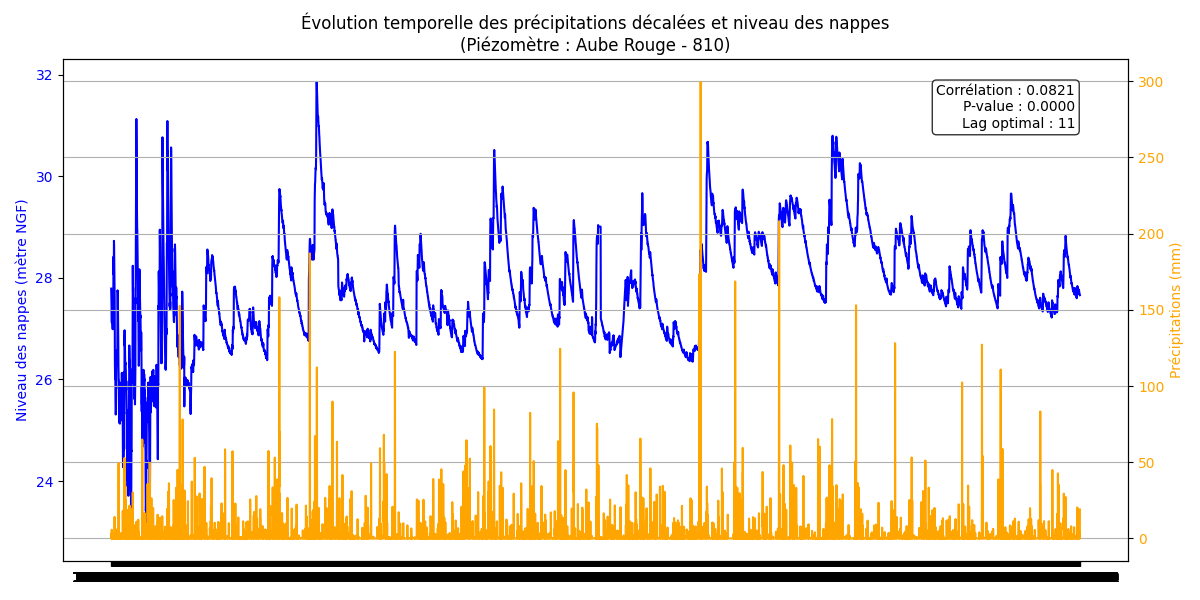 Évolution temporelle des précipitations décalées et niveau des nappes
(Piézomètre : Aube Rouge - 810)
Corrélation : 0.0821
P-value : 0.0000
Lag optimal : 11
Niveau des nappes (mètre NGF)
32
30
28
26
24
Précipitations (mm)
300
250
200
150
100
50
0